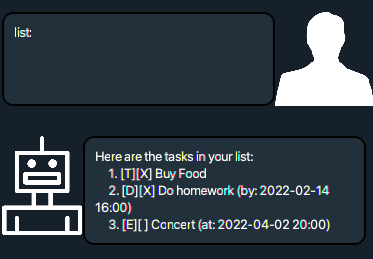 list:
Here are the tasks in your list:
1. [T][X] Buy Food
2. [D][X] Do homework (by: 2022-02-14
16:00)
3. [E][ ] Concert (at: 2022-04-02 20:00)